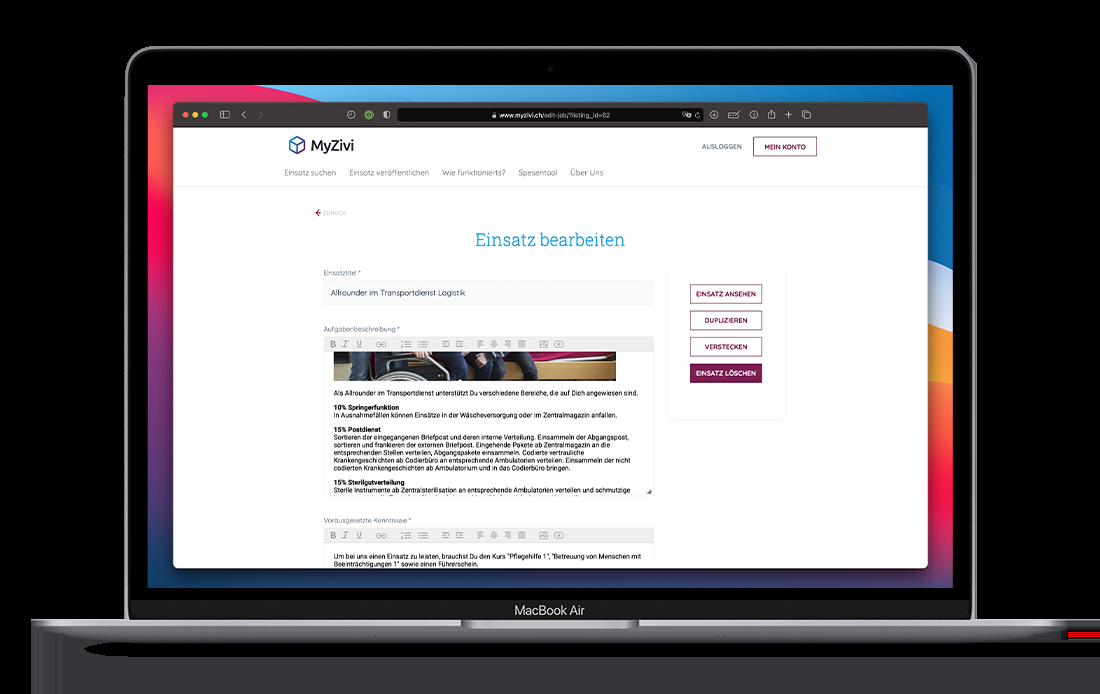 www.myzivi.ch/edit-job/?listing_id=62
MyZivi
AUSLOGGEN
MEIN KONTO
Einsatz suchen
Einsatz veröffentlichen
Wie funktionierts?
Spesentool
Über Uns
ZURÜCK
Einsatz bearbeiten
Einsatztitel *
Allrounder im Transportdienst Logistik
Aufgabenbeschreibung *
B I U
Als Allrounder im Transportdienst unterstützt Du verschiedene Bereiche, die auf Dich angewiesen sind.
10% Springerfunktion
In Ausnahmefällen können Einsätze in der Wäscheversorgung oder im Zentralmagazin anfallen.
15% Postdienst
Sortieren der eingegangenen Briefpost und deren interne Verteilung. Einsammeln der Abgangspost,
sortieren und frankieren der externen Briefpost. Eingehende Pakete ab Zentralmagazin an die
entsprechenden Stellen verteilen, Abgangspakete einsammeln. Codierte vertrauliche
Krankengeschichten ab Codierbüro an entsprechende Ambulatorien verteilen. Einsammeln der nicht
codierten Krankengeschichten ab Ambulatorium und in das Codierbüro bringen.
15% Sterilgutverteilung
Sterile Instrumente ab Zentralsterilisation an entsprechende Ambulatorien verteilen und schmutzige
Vorausgesetzte Kenntnisse *
B I U
Um bei uns einen Einsatz zu leisten, brauchst Du den Kurs "Pflegehilfe 1", "Betreuung von Menschen mit
Beeinträchtigungen 1" sowie einen Führerschein.
EINSATZ ANSEHEN
DUPLIZIEREN
VERSTECKEN
EINSATZ LÖSCHEN
MacBook Air